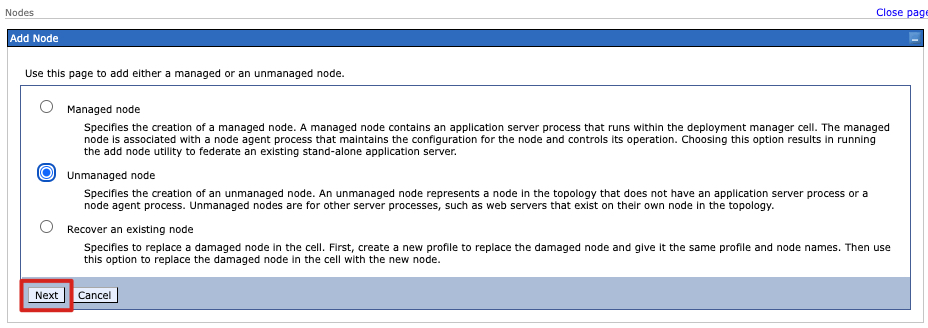 Nodes
Close page
Add Node
Use this page to add either a managed or an unmanaged node.
Managed node
Specifies the creation of a managed node. A managed node contains an application server process that runs within the deployment manager cell. The managed
node is associated with a node agent process that maintains the configuration for the node and controls its operation. Choosing this option results in running
the add node utility to federate an existing stand-alone application server.
Unmanaged node
Specifies the creation of an unmanaged node. An unmanaged node represents a node in the topology that does not have an application server process or a
node agent process. Unmanaged nodes are for other server processes, such as web servers that exist on their own node in the topology.
Recover an existing node
Specifies to replace a damaged node in the cell. First, create a new profile to replace the damaged node and give it the same profile and node names. Then use
this option to replace the damaged node in the cell with the new node.
Next
Cancel